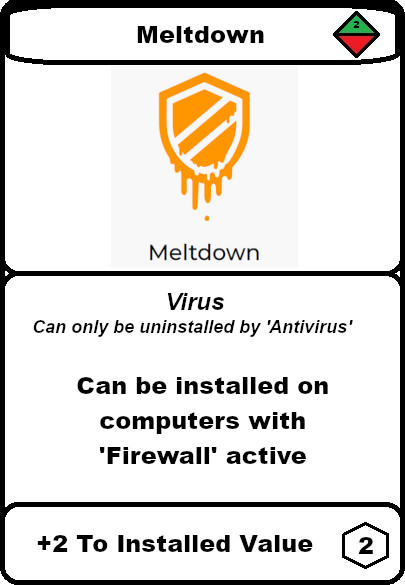 Meltdown
2
Meltdown
Virus
Can only be uninstalled by 'Antivirus'
Can be installed on
computers with
'Firewall' active
+2 To Installed Value
2